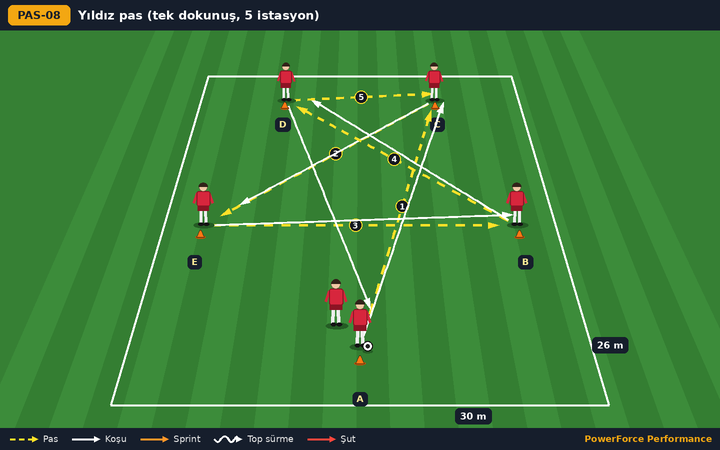 PAS-08 Yıldız pas (tek dokunuş, 5 istasyon)
5
D
C
2
4
1
3
E
B
26 m
A
30 m
Pas Koşu Sprint Top sürme Şut PowerForce Performance